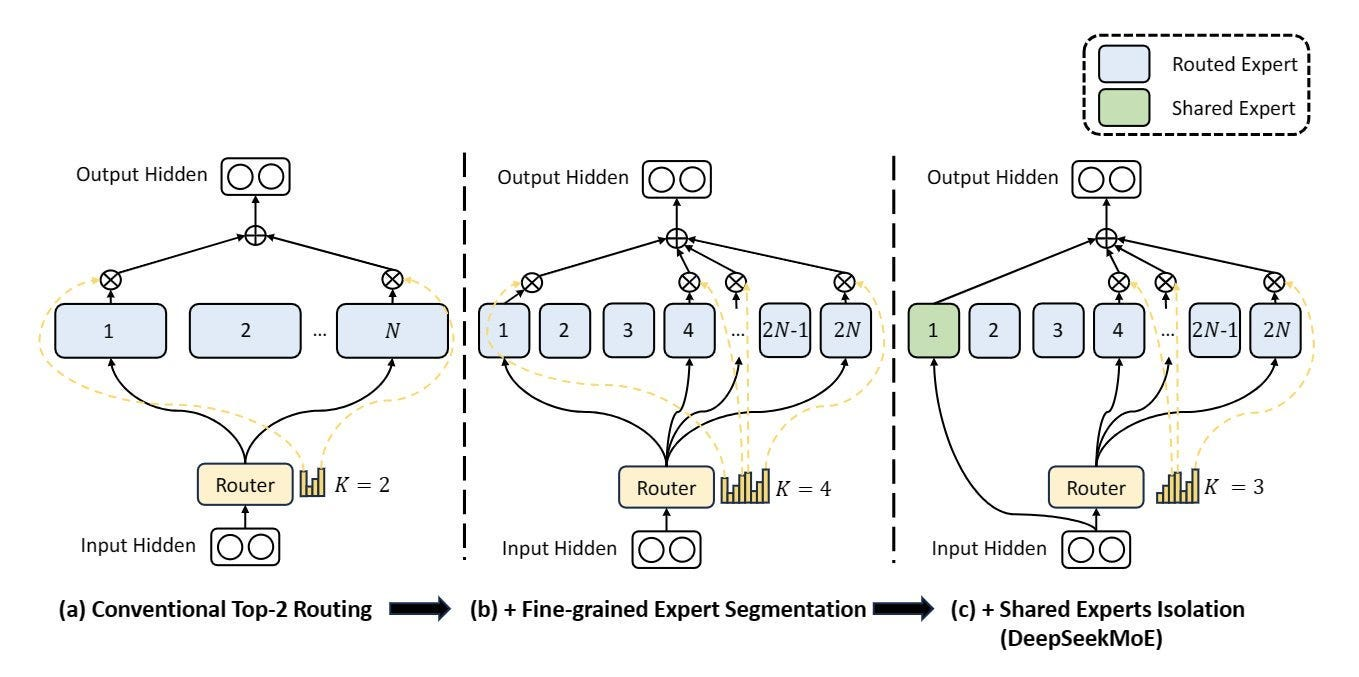 Routed Expert
Shared Expert
Output Hidden
1
2
...
N
Router
K = 2
Input Hidden
(a) Conventional Top-2 Routing
Output Hidden
1
2
3
4
...
2N-1
2N
Router
K = 4
Input Hidden
(b) + Fine-grained Expert Segmentation
Output Hidden
1
2
3
4
...
2N-1
2N
Router
K = 3
Input Hidden
(c) + Shared Experts Isolation
(DeepSeekMoE)